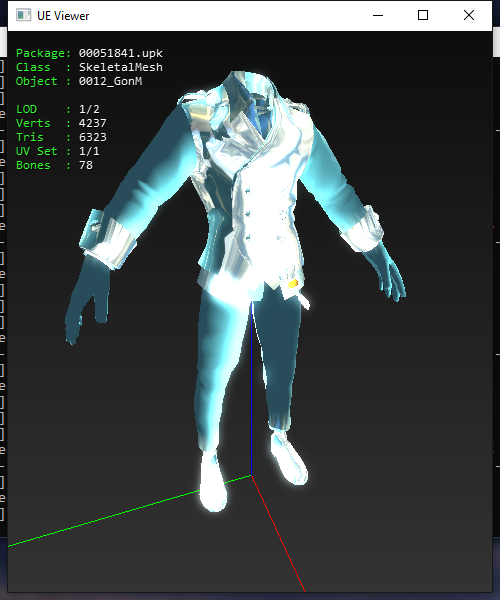 UE Viewer
Package: 00051841.upk
Class  : SkeletalMesh
Object : 0012_GonM
LOD    : 1/2
Verts  : 4237
Tris   : 6323
UV Set : 1/1
Bones  : 78